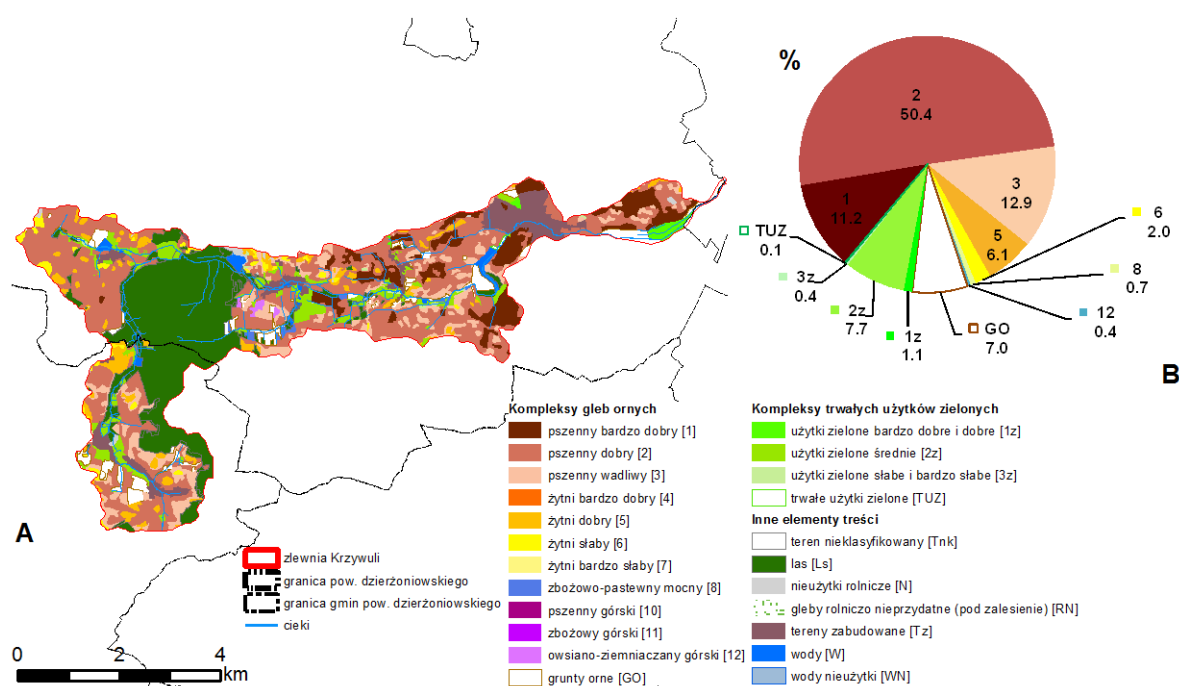 %
2
50.4
3
12.9
1
11.2
5
6.1
6
2.0
8
0.7
12
0.4
GO
7.0
1z
1.1
2z
7.7
3z
0.4
TUZ
0.1
B
A
zlewnia Krzywuli
granica pow. dzierżoniowskiego
granica gmin pow. dzierżoniowskiego
cieki
0 2 4
km
Kompleksy gleb ornych
pszenny bardzo dobry [1]
pszenny dobry [2]
pszenny wadliwy [3]
żytni bardzo dobry [4]
żytni dobry [5]
żytni słaby [6]
żytni bardzo słaby [7]
zbożowo-pastewny mocny [8]
pszenny górski [10]
zbożowy górski [11]
owsiano-ziemniaczany górski [12]
grunty orne [GO]
Kompleksy trwałych użytków zielonych
użytki zielone bardzo dobre i dobre [1z]
użytki zielone średnie [2z]
użytki zielone słabe i bardzo słabe [3z]
trwałe użytki zielone [TUZ]
Inne elementy treści
teren nieklasyfikowany [Tnk]
las [Ls]
nieużytki rolnicze [N]
gleby rolniczo nieprzydatne (pod zalesienie) [RN]
tereny zabudowane [Tz]
wody [W]
wody nieużytki [WN]